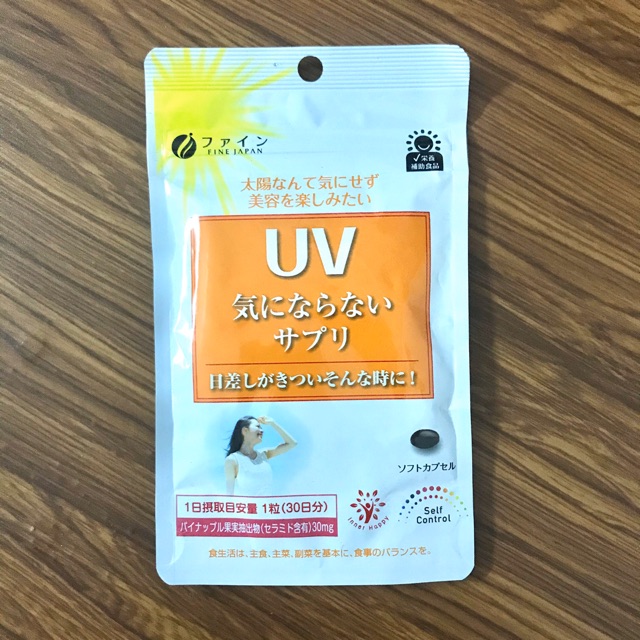 ファイン
FINE JAPAN
栄養
補助食品
太陽なんて気にせず
美容を楽しみたい
UV
気にならない
サプリ
日差しがきついそんな時に！
ソフトカプセル
1日摂取目安量 1粒(30日分)
パイナップル果実抽出物(セラミド含有)30mg
Inner Happy
Self
Control
食生活は、主食、主菜、副菜を基本に、食事のバランスを。